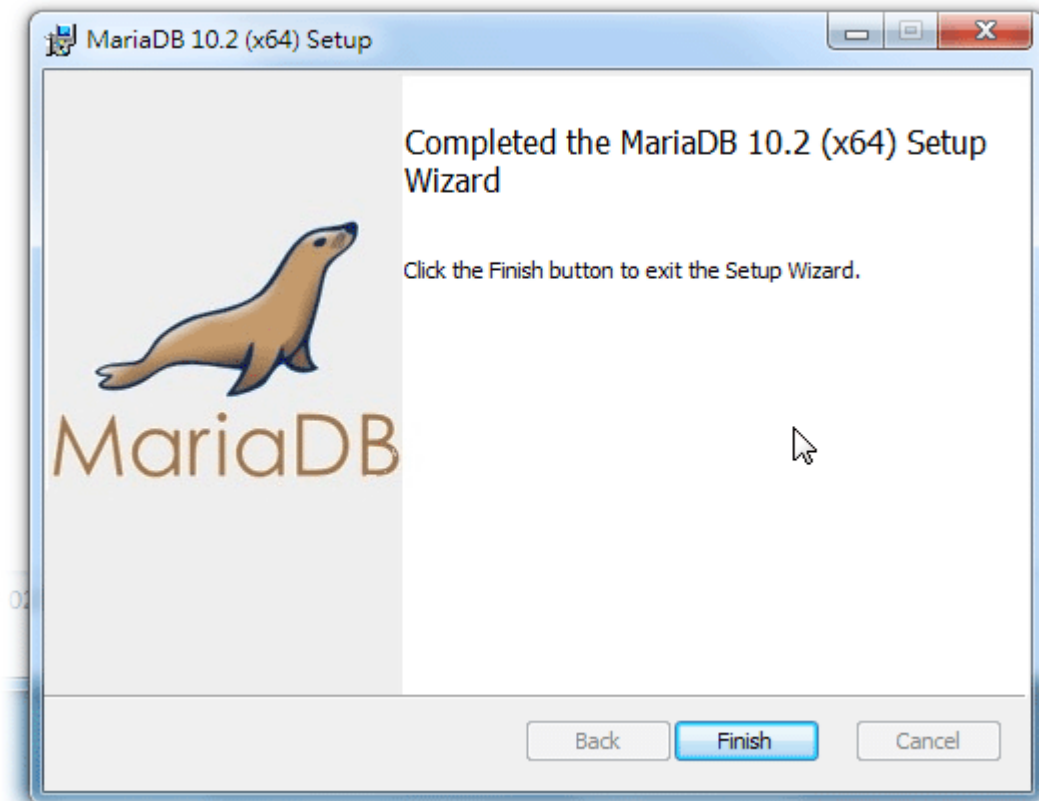 MariaDB 10.2 (x64) Setup
Completed the MariaDB 10.2 (x64) Setup
Wizard
Click the Finish button to exit the Setup Wizard.
MariaDB
02
Back
Finish
Cancel